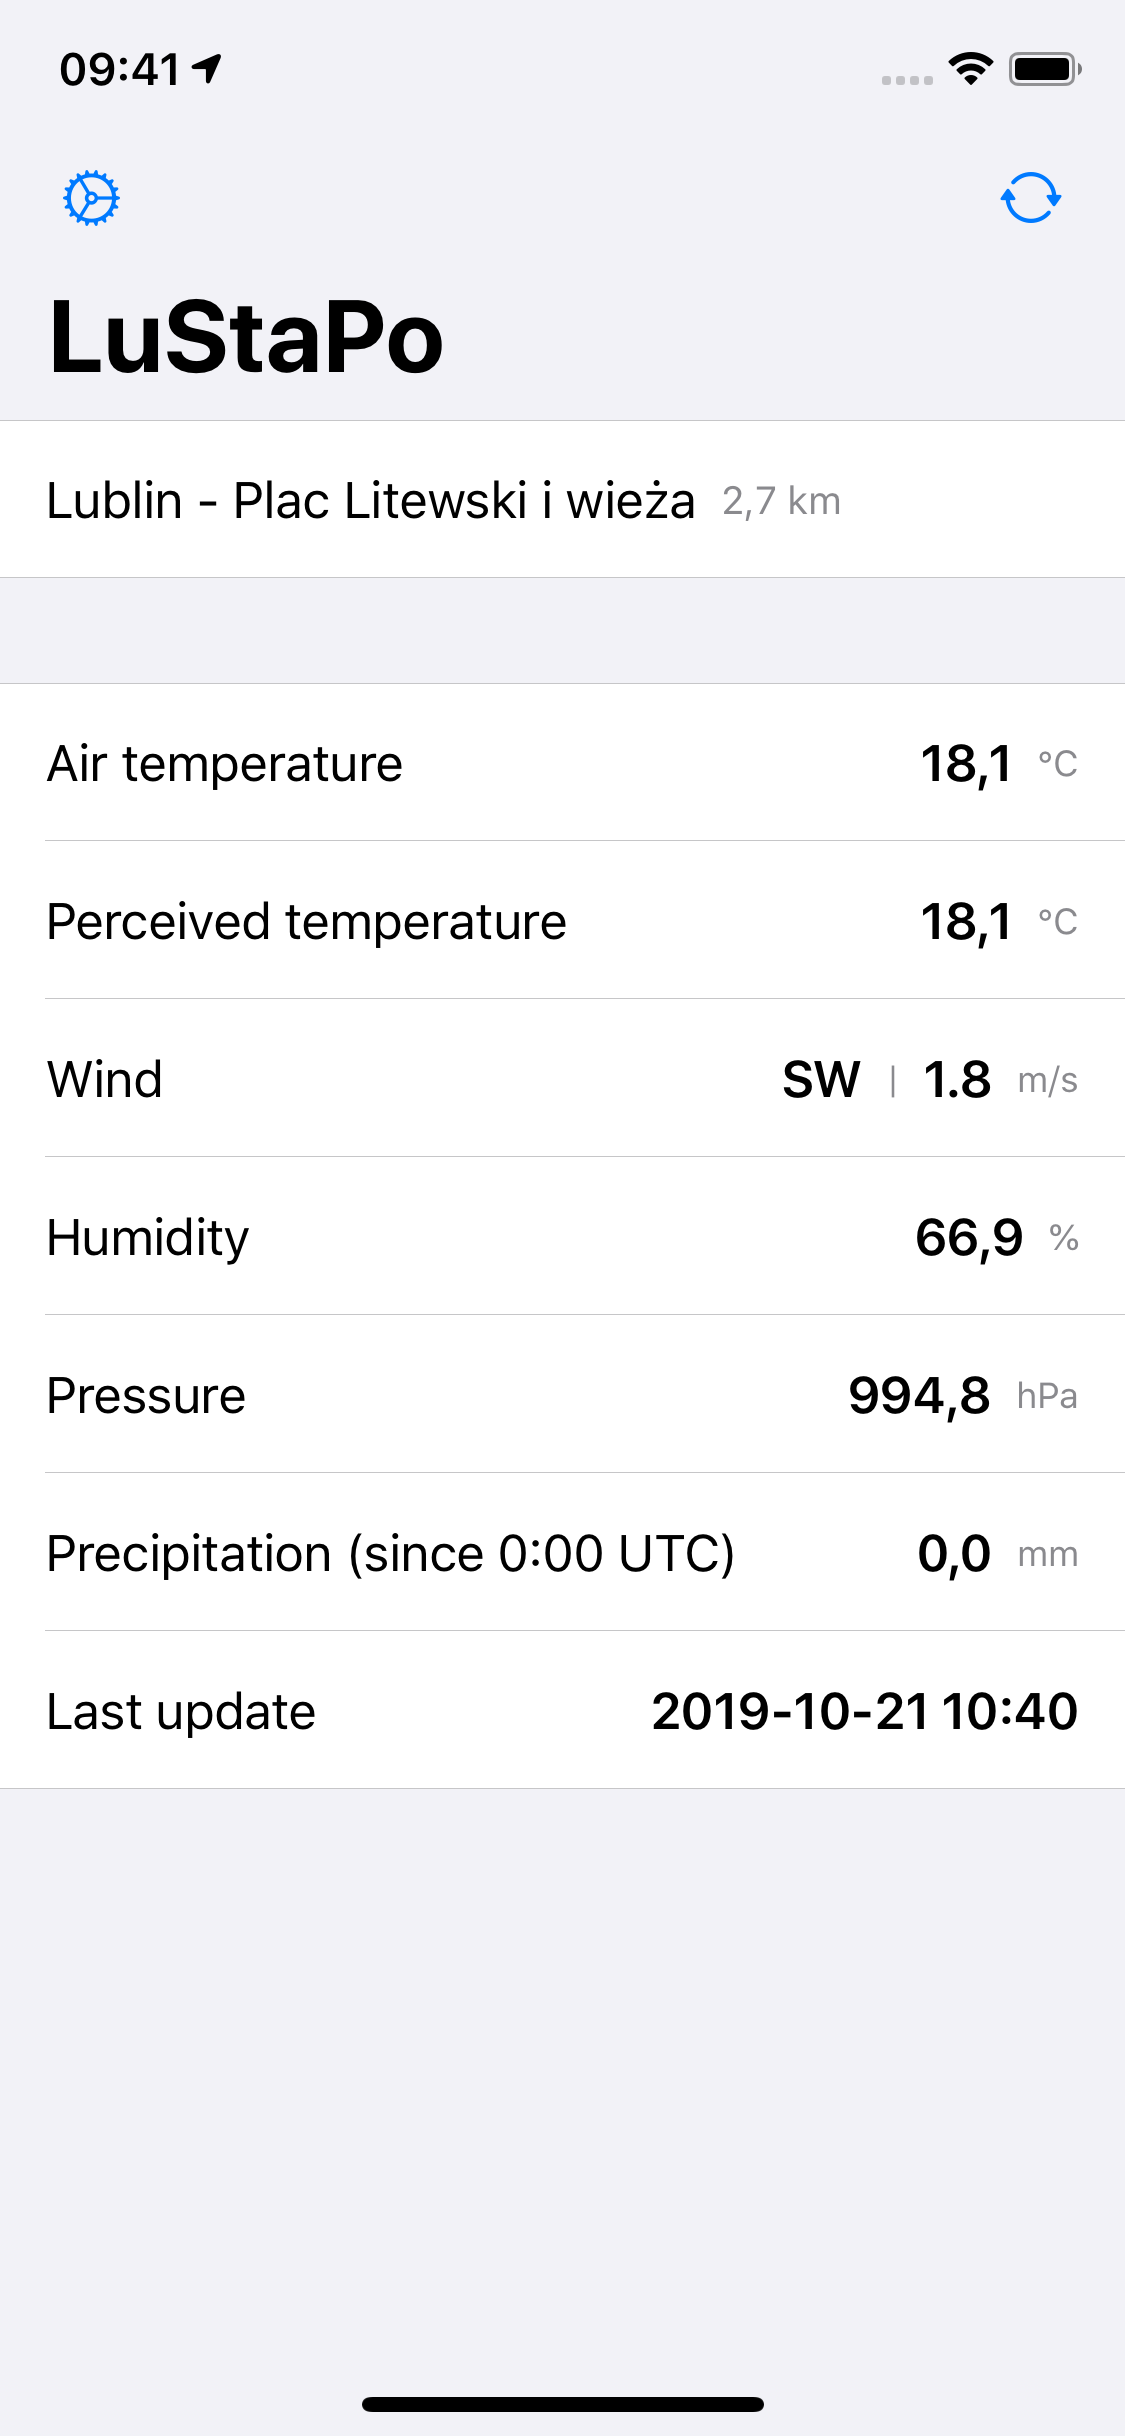 09:41
LuStaPo
Lublin - Plac Litewski i wieża 2,7 km
Air temperature 18,1 °C
Perceived temperature 18,1 °C
Wind SW | 1.8 m/s
Humidity 66,9 %
Pressure 994,8 hPa
Precipitation (since 0:00 UTC) 0,0 mm
Last update 2019-10-21 10:40